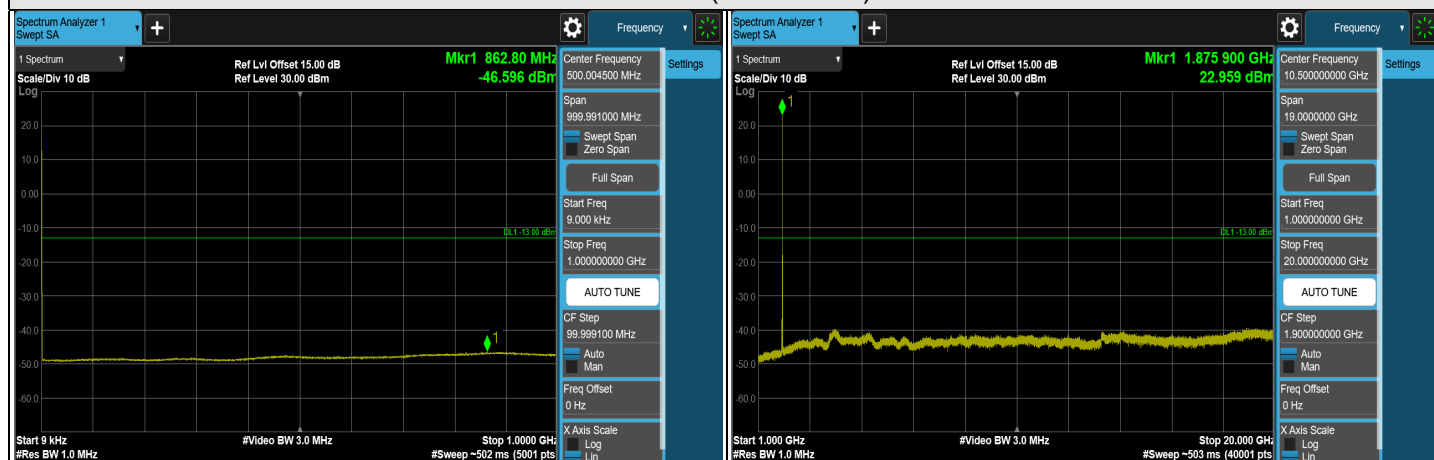 Spectrum Analyzer 1
Swept SA
Frequency
1 Spectrum
Scale/Div 10 dB
Log
Ref Lvl Offset 15.00 dB
Ref Level 30.00 dBm
Mkr1 862.80 MHz
-46.596 dBm
1
20.0
10.0
0.00
-10.0
DL1 -13.00 dBm
-20.0
-30.0
-40.0
1
-50.0
-60.0
Start 9 kHz
#Res BW 1.0 MHz
#Video BW 3.0 MHz
Stop 1.0000 GHz
#Sweep ~502 ms (5001 pts
Center Frequency
500.004500 MHz
Settings
Span
999.991000 MHz
Swept Span
Zero Span
Full Span
Start Freq
9.000 kHz
Stop Freq
1.000000000 GHz
AUTO TUNE
CF Step
99.999100 MHz
Auto
Man
Freq Offset
0 Hz
X Axis Scale
Log
Lin
Spectrum Analyzer 1
Swept SA
Frequency
1 Spectrum
Scale/Div 10 dB
Log
Ref Lvl Offset 15.00 dB
Ref Level 30.00 dBm
Mkr1 1.875 900 GHz
22.959 dBm
1
20.0
10.0
0.00
-10.0
DL1 -13.00 dBm
-20.0
-30.0
-40.0
-50.0
-60.0
Start 1.000 GHz
#Res BW 1.0 MHz
#Video BW 3.0 MHz
Stop 20.000 GHz
#Sweep ~503 ms (40001 pts
Center Frequency
10.500000000 GHz
Settings
Span
19.0000000 GHz
Swept Span
Zero Span
Full Span
Start Freq
1.000000000 GHz
Stop Freq
20.000000000 GHz
AUTO TUNE
CF Step
1.900000000 GHz
Auto
Man
Freq Offset
0 Hz
X Axis Scale
Log
Lin